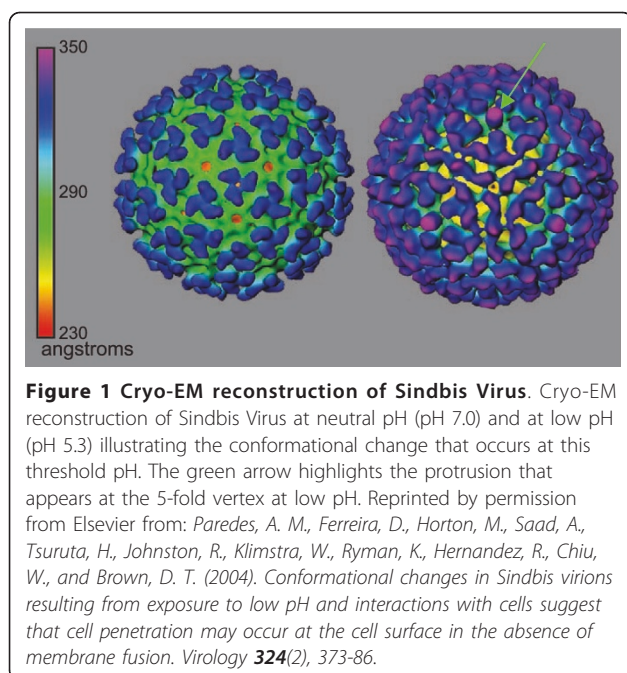 350
290
230
angstroms
Figure 1 Cryo-EM reconstruction of Sindbis Virus. Cryo-EM
reconstruction of Sindbis Virus at neutral pH (pH 7.0) and at low pH
(pH 5.3) illustrating the conformational change that occurs at this
threshold pH. The green arrow highlights the protrusion that
appears at the 5-fold vertex at low pH. Reprinted by permission
from Elsevier from: Paredes, A. M., Ferreira, D., Horton, M., Saad, A.,
Tsuruta, H., Johnston, R., Klimstra, W., Ryman, K., Hernandez, R., Chiu,
W., and Brown, D. T. (2004). Conformational changes in Sindbis virions
resulting from exposure to low pH and interactions with cells suggest
that cell penetration may occur at the cell surface in the absence of
membrane fusion. Virology 324(2), 373-86.